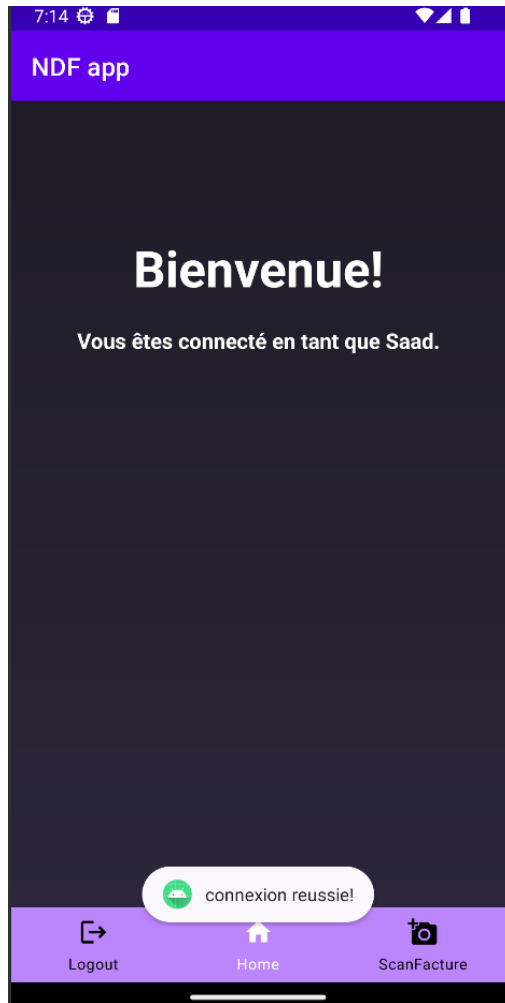 7:14
NDF app
Bienvenue!
Vous êtes connecté en tant que Saad.
connexion reussie!
Logout
Home
ScanFacture